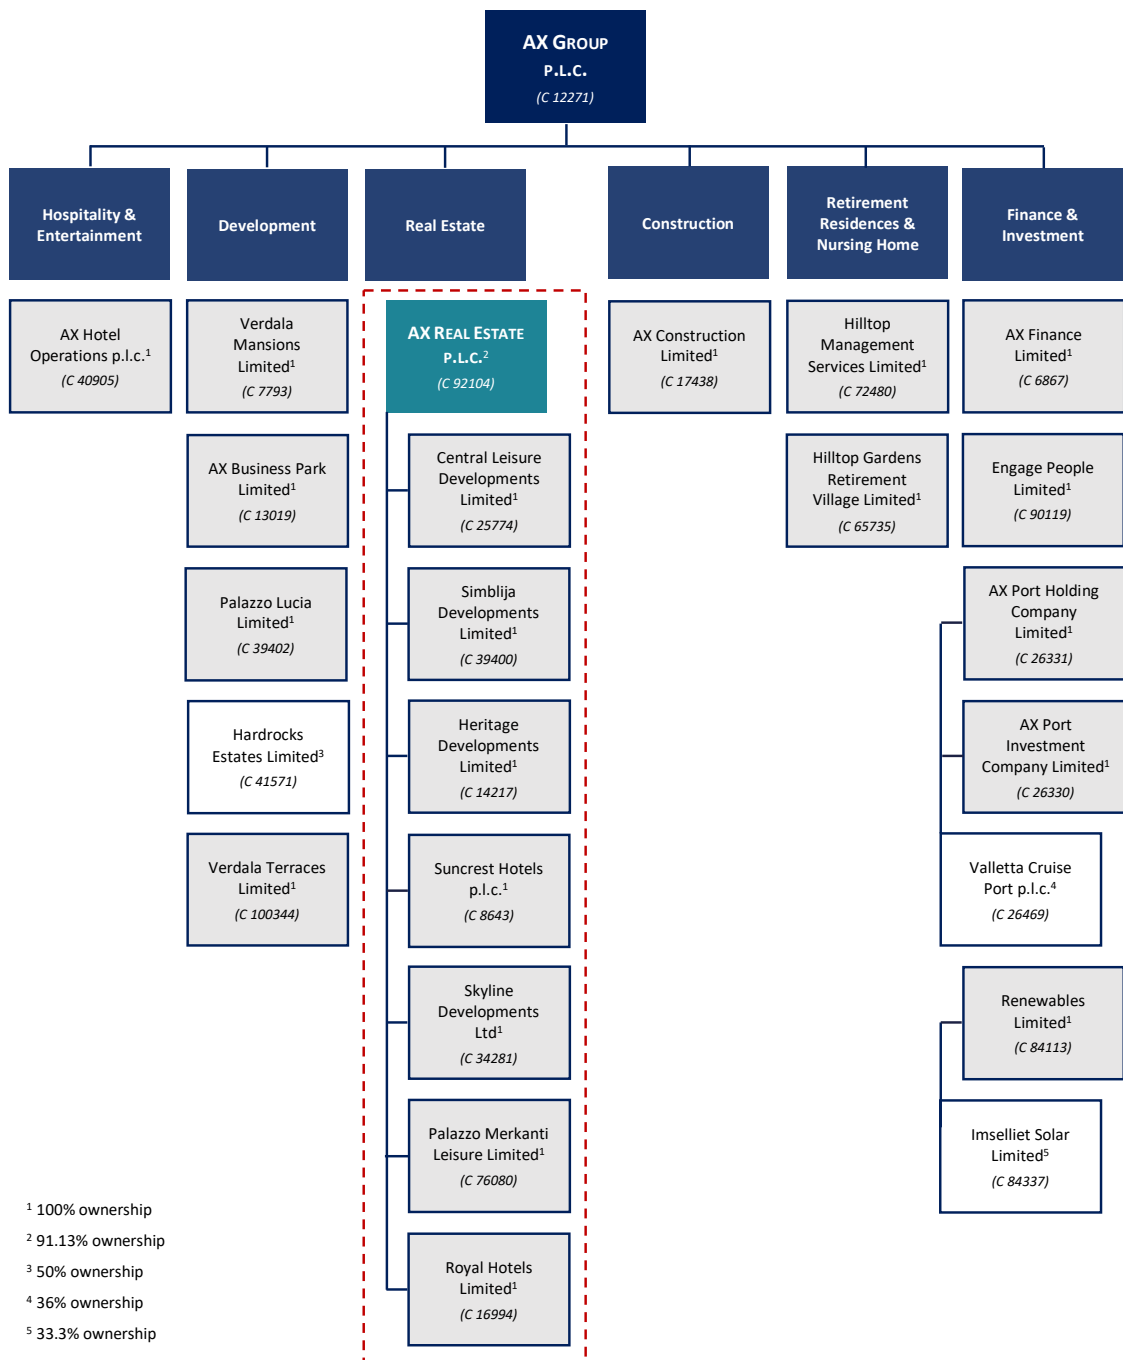 AX GROUP
P.L.C.
(C 12271)
Hospitality &
Entertainment
Development
Real Estate
Construction
Retirement
Residences &
Nursing Home
Finance &
Investment
AX Hotel
Operations p.l.c.¹
(C 40905)
Verdala
Mansions
Limited¹
(C 7793)
AX Business Park
Limited¹
(C 13019)
Palazzo Lucia
Limited¹
(C 39402)
Hardrocks
Estates Limited³
(C 41571)
Verdala Terraces
Limited¹
(C 100344)
AX REAL ESTATE
P.L.C.²
(C 92104)
Central Leisure
Developments
Limited¹
(C 25774)
Simblija
Developments
Limited¹
(C 39400)
Heritage
Developments
Limited¹
(C 14217)
Suncrest Hotels
p.l.c.¹
(C 8643)
Skyline
Developments
Ltd¹
(C 34281)
Palazzo Merkanti
Leisure Limited¹
(C 76080)
Royal Hotels
Limited¹
(C 16994)
AX Construction
Limited¹
(C 17438)
Hilltop
Management
Services Limited¹
(C 72480)
Hilltop Gardens
Retirement
Village Limited¹
(C 65735)
AX Finance
Limited¹
(C 6867)
Engage People
Limited¹
(C 90119)
AX Port Holding
Company
Limited¹
(C 26331)
AX Port
Investment
Company Limited¹
(C 26330)
Valletta Cruise
Port p.l.c.⁴
(C 26469)
Renewables
Limited¹
(C 84113)
Imselliet Solar
Limited⁵
(C 84337)
¹ 100% ownership
² 91.13% ownership
³ 50% ownership
⁴ 36% ownership
⁵ 33.3% ownership